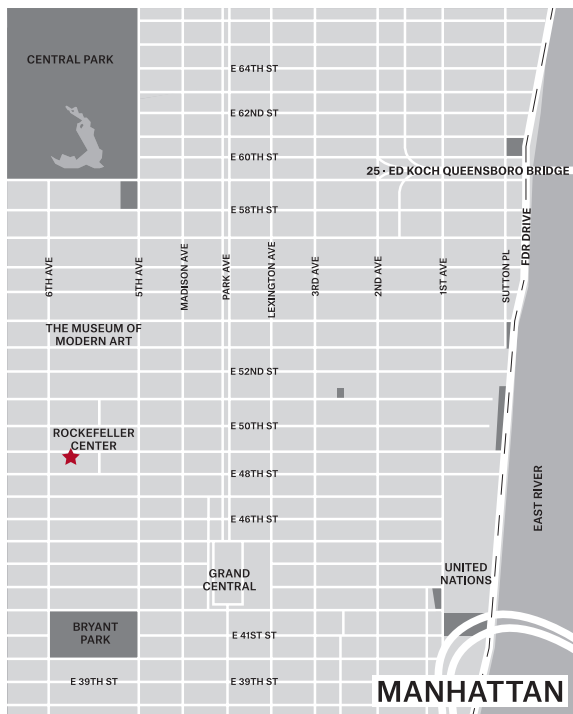 CENTRAL PARK
E 64TH ST
E 62ND ST
E 60TH ST
25 · ED KOCH QUEENSBORO BRIDGE
E 58TH ST
6TH AVE
5TH AVE
MADISON AVE
PARK AVE
LEXINGTON AVE
3RD AVE
2ND AVE
1ST AVE
SUTTON PL
FDR DRIVE
THE MUSEUM OF
MODERN ART
E 52ND ST
E 50TH ST
ROCKEFELLER
CENTER
E 48TH ST
EAST RIVER
E 46TH ST
GRAND
CENTRAL
UNITED
NATIONS
BRYANT
PARK
E 41ST ST
E 39TH ST
E 39TH ST
MANHATTAN